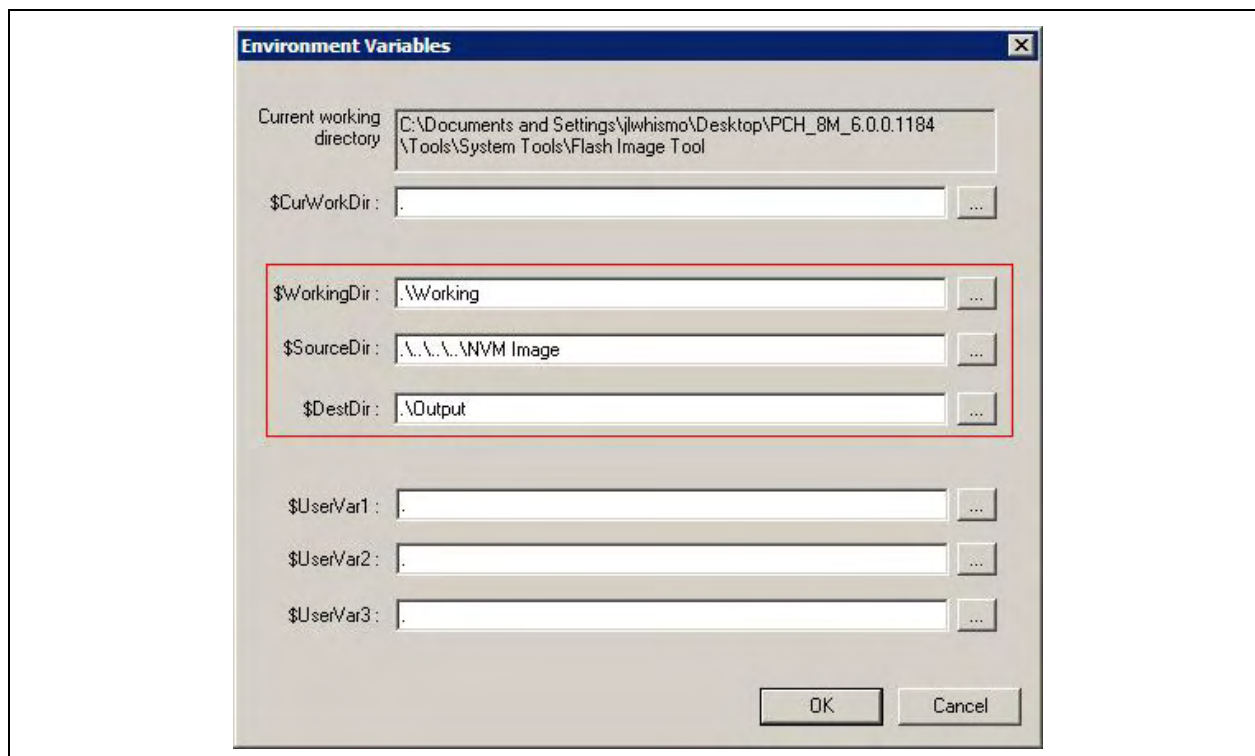 Environment Variables
Current working
directory
C:\Documents and Settings\jlwhismo\Desktop\PCH_8M_6.0.0.1184
\Tools\System Tools\Flash Image Tool
$CurWorkDir :
.
...
$WorkingDir :
.\Working
...
$SourceDir :
.\..\..\..\NVM Image
...
$DestDir :
.\Output
...
$UserVar1 :
.
...
$UserVar2 :
.
...
$UserVar3 :
.
...
OK
Cancel